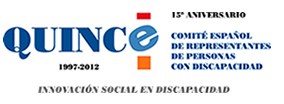 15º ANIVERSARIO
QUINCE
COMITÉ ESPAÑOL
DE REPRESENTANTES
DE PERSONAS
CON DISCAPACIDAD
1997-2012
INNOVACIÓN SOCIAL EN DISCAPACIDAD